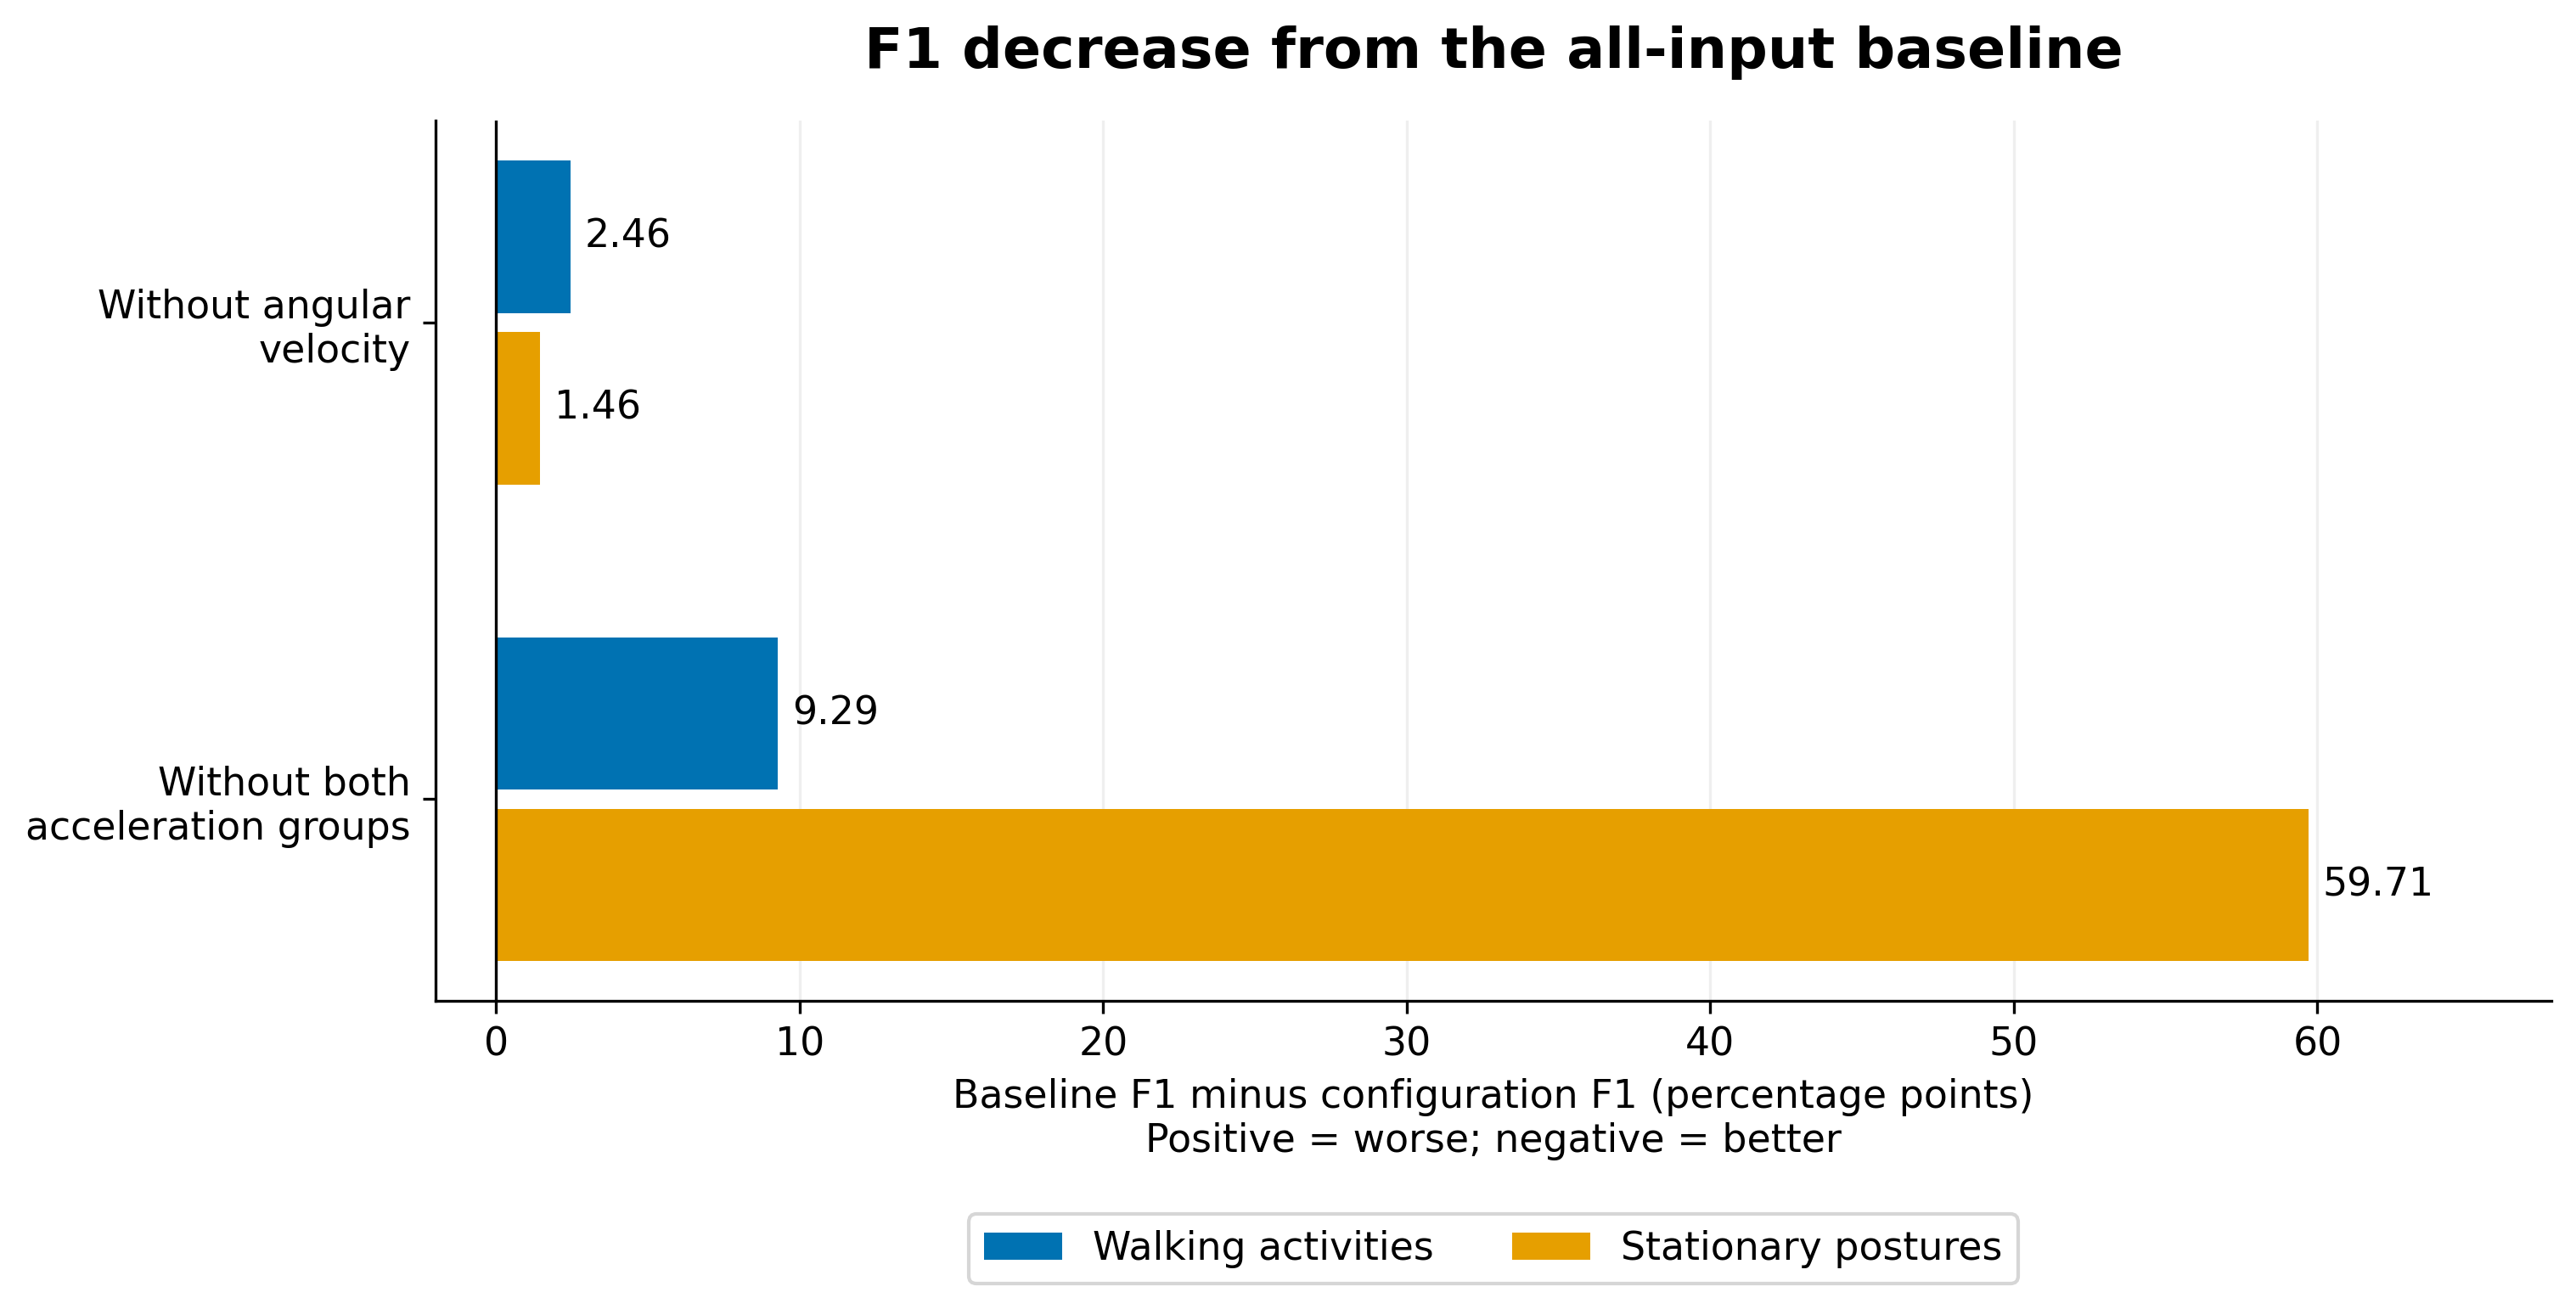 F1 decrease from the all-input baseline
Without angular
velocity
2.46
1.46
Without both
acceleration groups
9.29
59.71
0 10 20 30 40 50 60
Baseline F1 minus configuration F1 (percentage points)
Positive = worse; negative = better
Walking activities Stationary postures